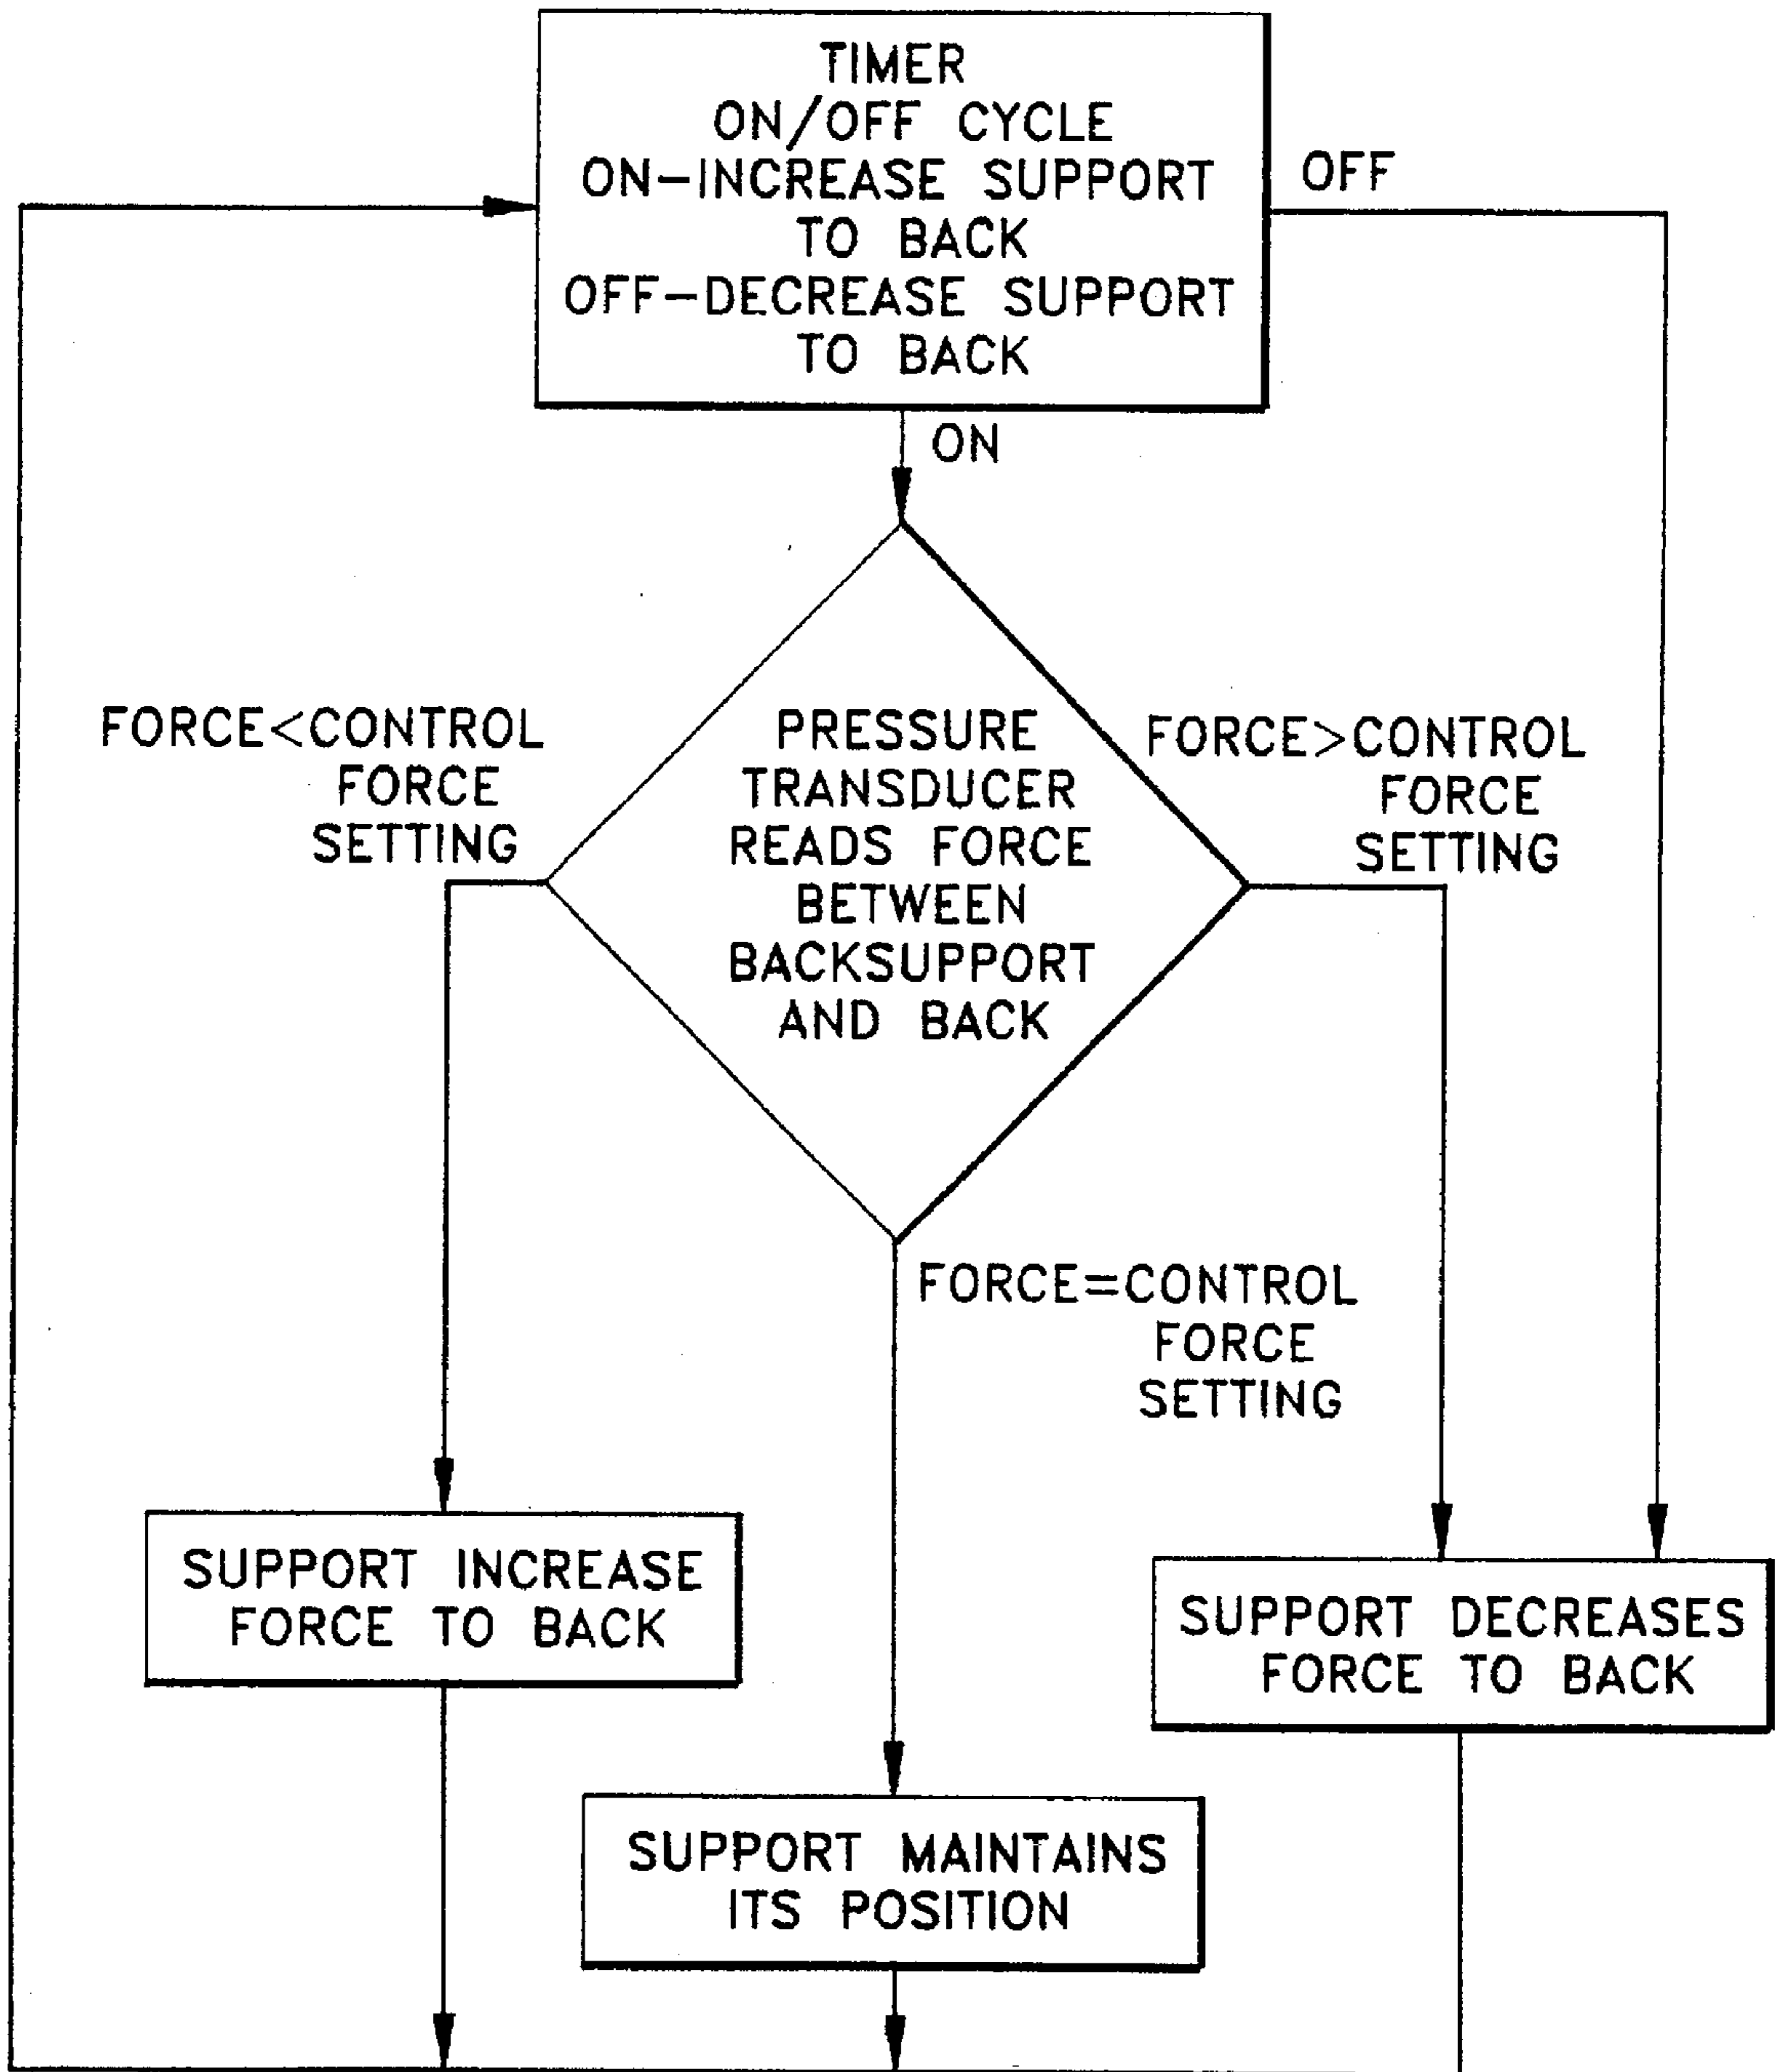 TIMER
ON/OFF CYCLE
ON-INCREASE SUPPORT
TO BACK
OFF-DECREASE SUPPORT
TO BACK
OFF
ON
FORCE<CONTROL
FORCE
SETTING
PRESSURE
TRANSDUCER
READS FORCE
BETWEEN
BACKSUPPORT
AND BACK
FORCE>CONTROL
FORCE
SETTING
FORCE=CONTROL
FORCE
SETTING
SUPPORT INCREASE
FORCE TO BACK
SUPPORT DECREASES
FORCE TO BACK
SUPPORT MAINTAINS
ITS POSITION